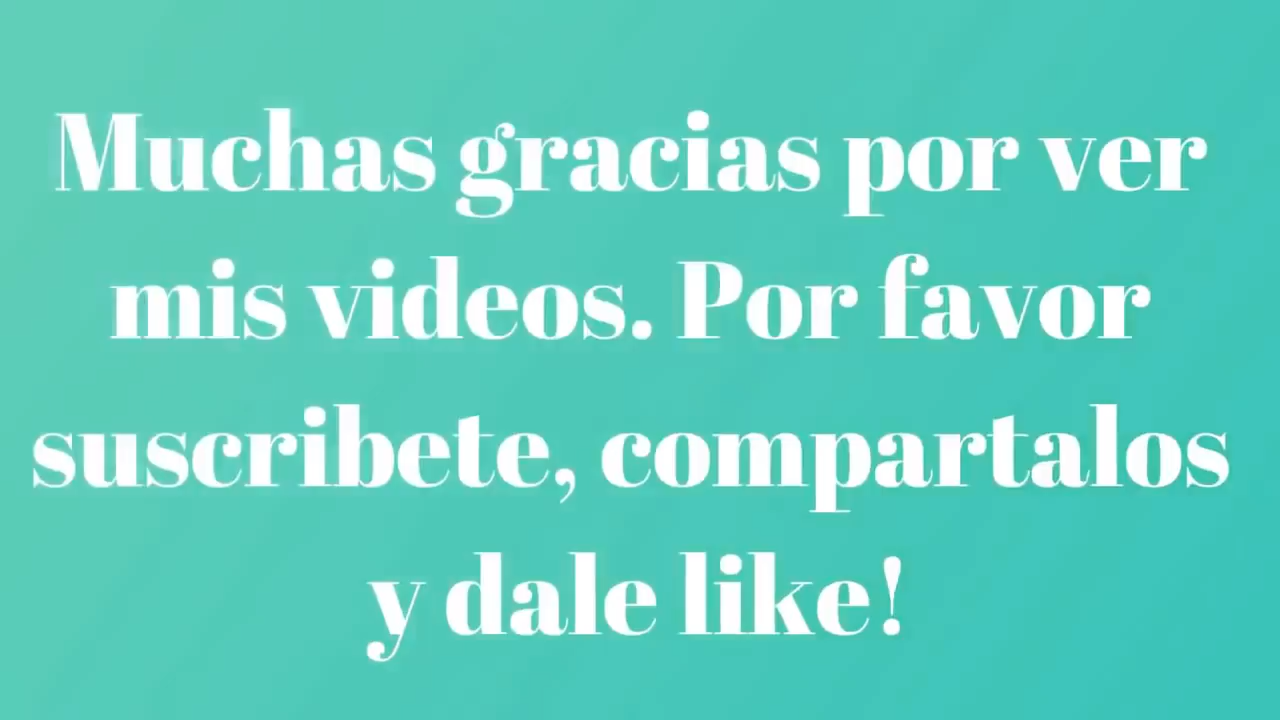 Muchas gracias por ver
mis videos. Por favor
suscribete, compartalos
y dale like!